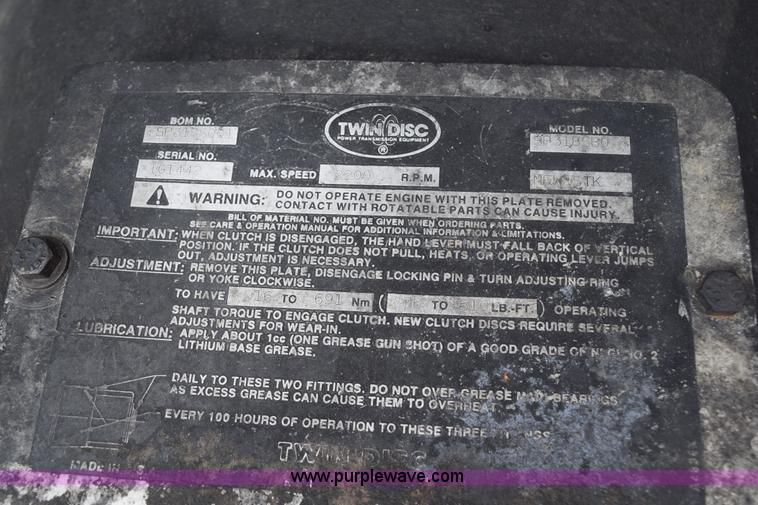 TWIN DISC
POWER TRANSMISSION EQUIPMENT
®
BOM NO.
MODEL NO.
SERIAL NO.
MAX. SPEED R.P.M.
WARNING: DO NOT OPERATE ENGINE WITH THIS PLATE REMOVED.
CONTACT WITH ROTATABLE PARTS CAN CAUSE INJURY.
BILL OF MATERIAL NO. MUST BE GIVEN WHEN ORDERING PARTS.
SEE CARE & OPERATION MANUAL FOR ADDITIONAL INFORMATION & LIMITATIONS.
IMPORTANT: WHEN CLUTCH IS DISENGAGED, THE HAND LEVER MUST FALL BACK OF VERTICAL
POSITION. IF THE CLUTCH DOES NOT PULL, HEATS, OR OPERATING LEVER JUMPS
OUT, ADJUSTMENT IS NECESSARY.
ADJUSTMENT: REMOVE THIS PLATE, DISENGAGE LOCKING PIN & TURN ADJUSTING RING
OR YOKE CLOCKWISE.
TO HAVE TO 691 Nm ( TO LB.-FT.) OPERATING
SHAFT TORQUE TO ENGAGE CLUTCH. NEW CLUTCH DISCS REQUIRE SEVERAL
ADJUSTMENTS FOR WEAR-IN.
LUBRICATION: APPLY ABOUT 1cc (ONE GREASE GUN SHOT) OF A GOOD GRADE OF NLGI NO. 2
LITHIUM BASE GREASE.
DAILY TO THESE TWO FITTINGS. DO NOT OVER GREASE MAIN BEARINGS
AS EXCESS GREASE CAN CAUSE THEM TO OVERHEAT.
EVERY 100 HOURS OF OPERATION TO THESE THREE FITTINGS
TWIN DISC
MADE IN
www.purplewave.com